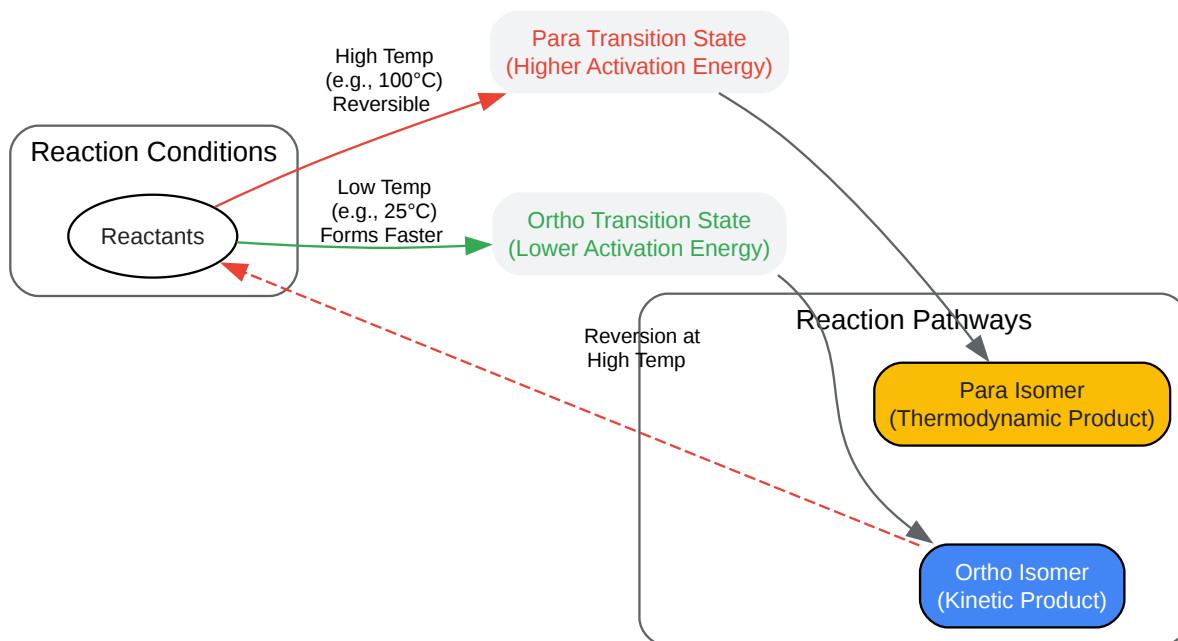 Para Transition State
(Higher Activation Energy)
High Temp
(e.g., 100°C)
Reversible
Reaction Conditions
Reactants
Low Temp
(e.g., 25°C)
Forms Faster
Ortho Transition State
(Lower Activation Energy)
Reaction Pathways
Reversion at
High Temp
Para Isomer
(Thermodynamic Product)
Ortho Isomer
(Kinetic Product)